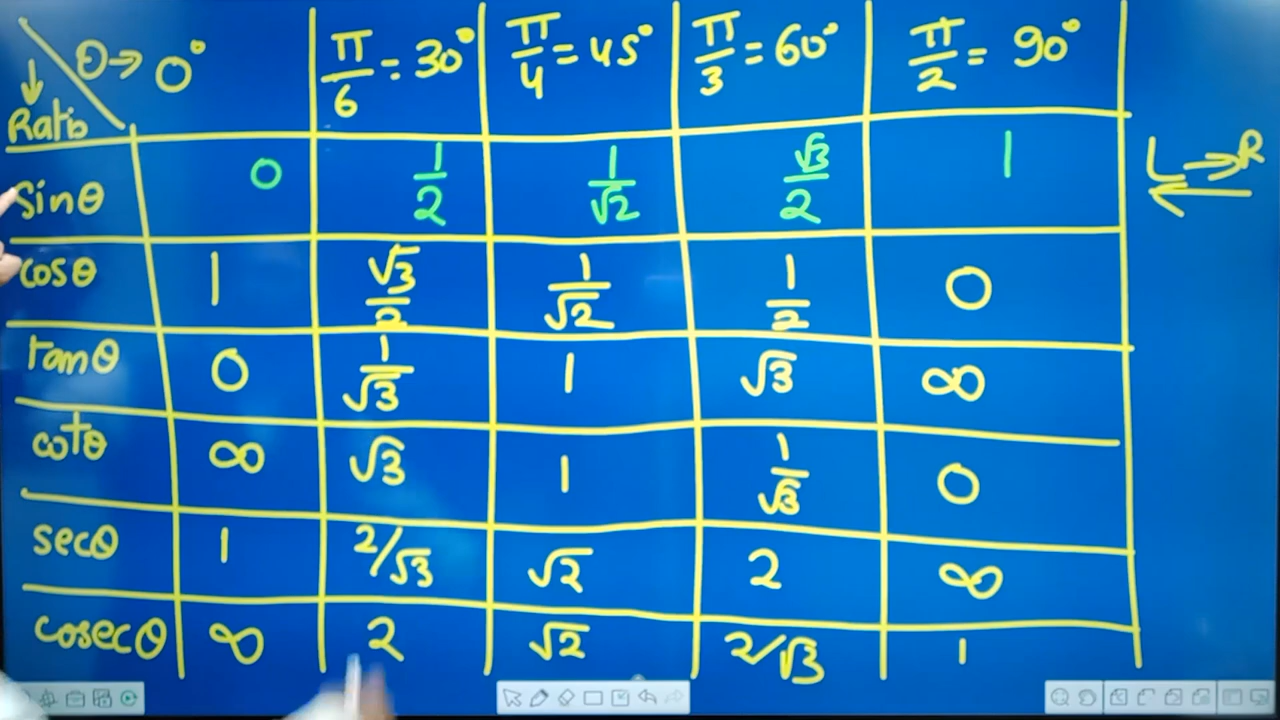 θ→ 0° π/6 = 30° π/4 = 45° π/3 = 60° π/2 = 90°
↓ Ratio
sinθ 0 1/2 1/√2 √3/2 1 L → R ←
cosθ 1 √3/2 1/√2 1/2 0
tanθ 0 1/√3 1 √3 ∞
cotθ ∞ √3 1 1/√3 0
secθ 1 2/√3 √2 2 ∞
cosecθ ∞ 2 √2 2/√3 1